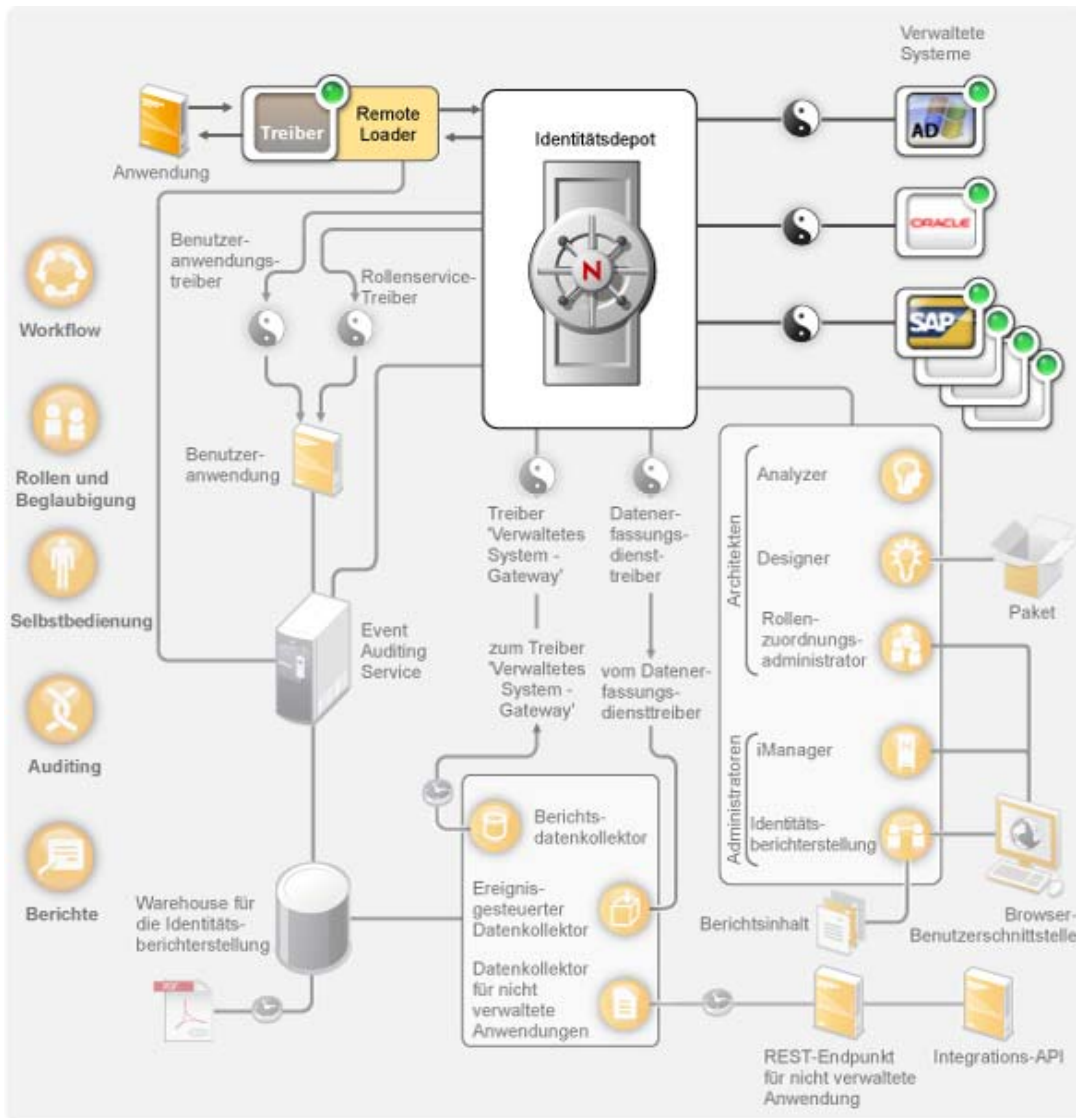 Verwaltete
Systeme
Treiber
Remote
Loader
Anwendung
Identitätsdepot
N
AD
ORACLE
SAP
Benutzer-
anwendungs-
treiber
Rollenservice-
Treiber
Workflow
Rollen und
Beglaubigung
Selbstbedienung
Auditing
Berichte
Benutzer-
anwendung
Event
Auditing
Service
Treiber
'Verwaltetes
System -
Gateway'
Datener-
fassungs-
dienst-
treiber
zum Treiber
'Verwaltetes
System -
Gateway'
vom Datener-
fassungs-
diensttreiber
Architekten
Analyzer
Designer
Rollen-
zuordnungs-
administrator
Paket
Administratoren
iManager
Identitäts-
berichterstellung
Berichtsinhalt
Browser-
Benutzerschnittstelle
Berichts-
datenkollektor
Ereignis-
gesteuerter
Datenkollektor
Datenkollektor
für nicht
verwaltete
Anwendungen
Warehouse für
die Identitäts-
berichterstellung
REST-Endpunkt
für nicht verwaltete
Anwendung
Integrations-API